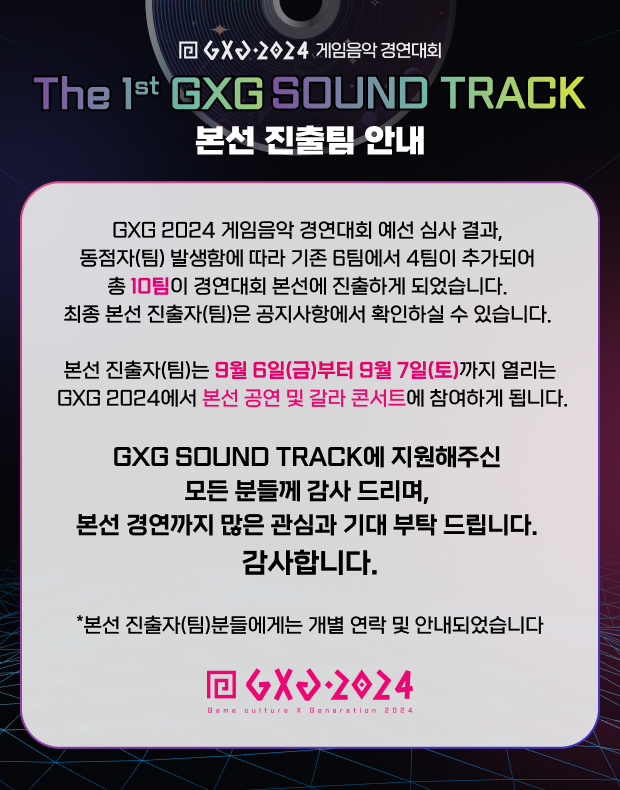 GXG·2024 게임음악 경연대회
The 1st GXG SOUND TRACK
본선 진출팀 안내
GXG 2024 게임음악 경연대회 예선 심사 결과,
동점자(팀) 발생함에 따라 기존 6팀에서 4팀이 추가되어
총 10팀이 경연대회 본선에 진출하게 되었습니다.
최종 본선 진출자(팀)은 공지사항에서 확인하실 수 있습니다.
본선 진출자(팀)는 9월 6일(금)부터 9월 7일(토)까지 열리는
GXG 2024에서 본선 공연 및 갈라 콘서트에 참여하게 됩니다.
GXG SOUND TRACK에 지원해주신
모든 분들께 감사 드리며,
본선 경연까지 많은 관심과 기대 부탁 드립니다.
감사합니다.
*본선 진출자(팀)분들에게는 개별 연락 및 안내되었습니다
GXG·2024
Game culture X Generation 2024